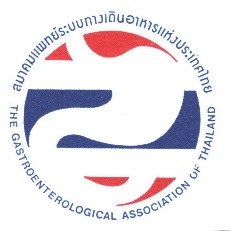 สมาคมแพทย์ระบบทางเดินอาหารแห่งประเทศไทย
THE GASTROENTEROLOGICAL ASSOCIATION OF THAILAND